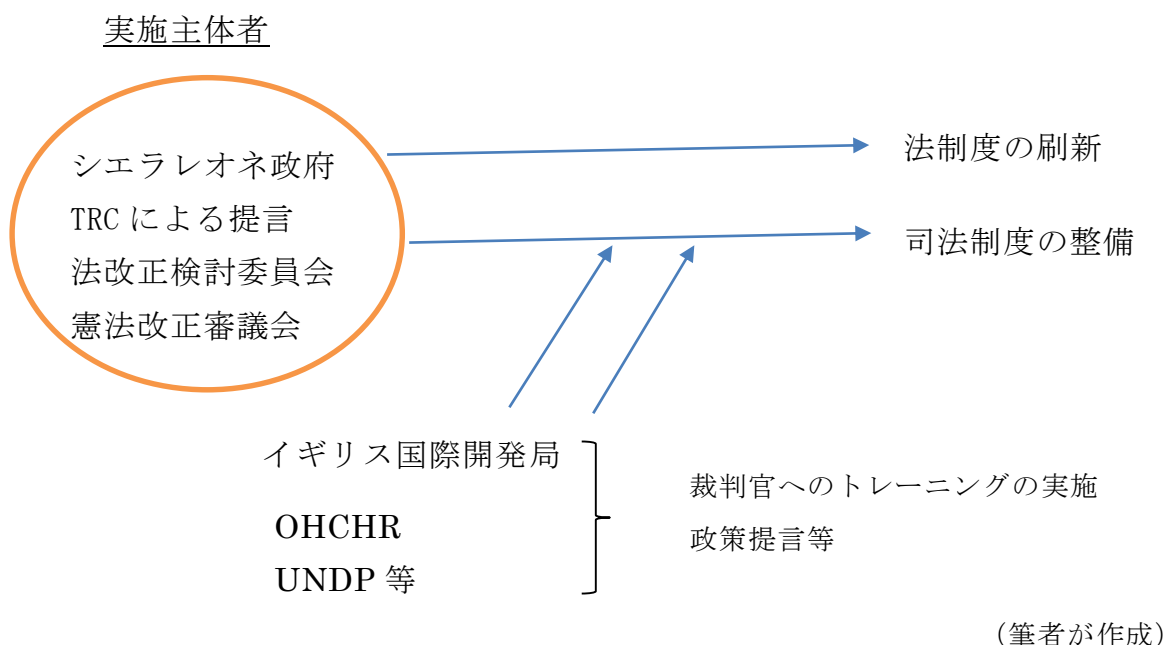 実施主体者
シエラレオネ政府
TRCによる提言
法改正検討委員会
憲法改正審議会
法制度の刷新
司法制度の整備
イギリス国際開発局
OHCHR
UNDP 等
裁判官へのトレーニングの実施
政策提言等
（筆者が作成）